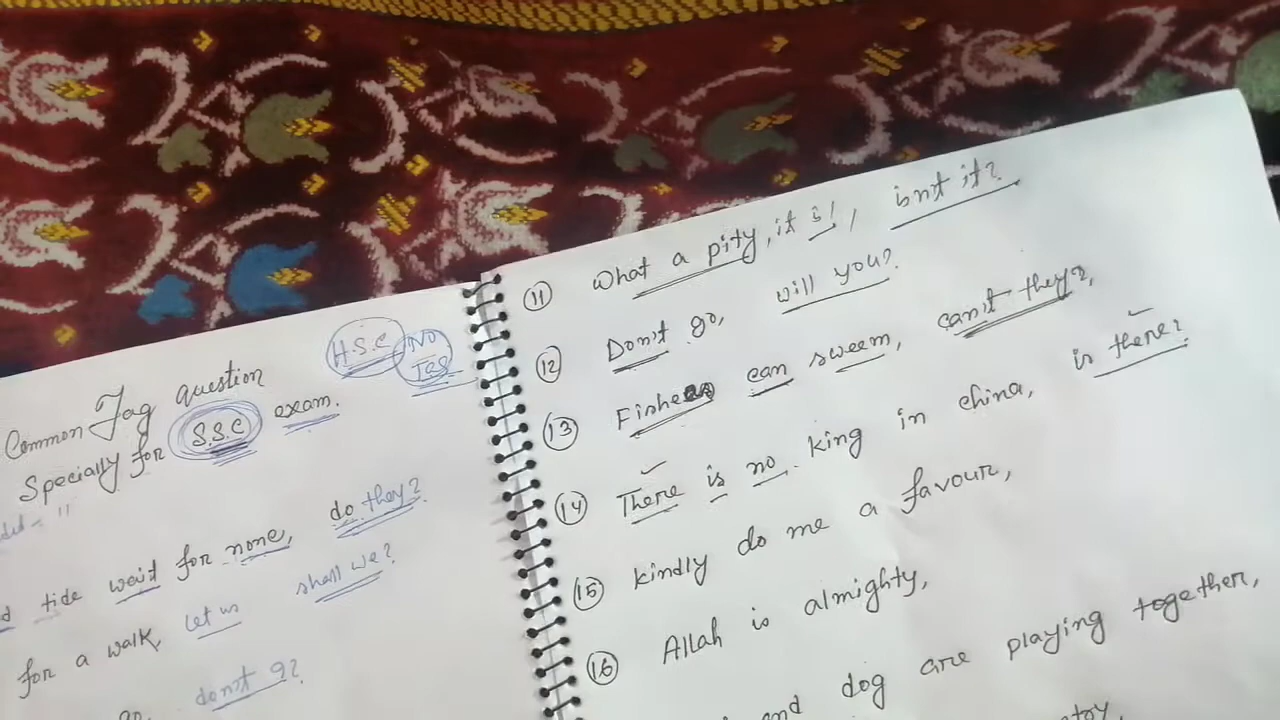 H.S.C
NO
TES
Common Tag question
Specially for S.S.C exam.
tide wait for none, do they?
for a walk, Let us shall we?
go, don't I?
11 What a pity, it is!, isn't it?
12 Don't go, will you?
13 Fishes can sweem, can't they?,
14 There is no king in china, is there?
15 kindly do me a favour,
16 Allah is almighty,
and dog are playing together,